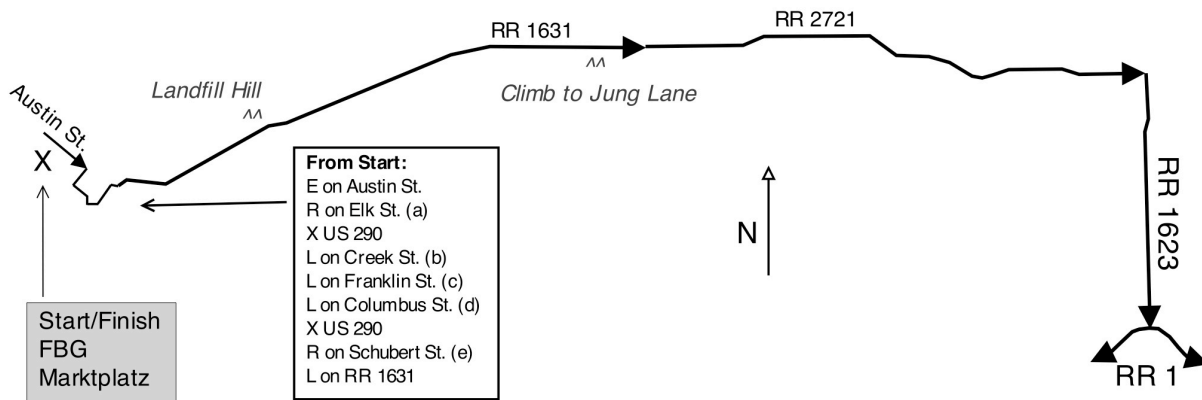 RR 1631
RR 2721
Landfill Hill
^^
^^
Climb to Jung Lane
Austin St.
X
From Start:
E on Austin St.
R on Elk St. (a)
X US 290
L on Creek St. (b)
L on Franklin St. (c)
L on Columbus St. (d)
X US 290
R on Schubert St. (e)
L on RR 1631
N
RR 1623
Start/Finish
FBG
Marktplatz
RR 1